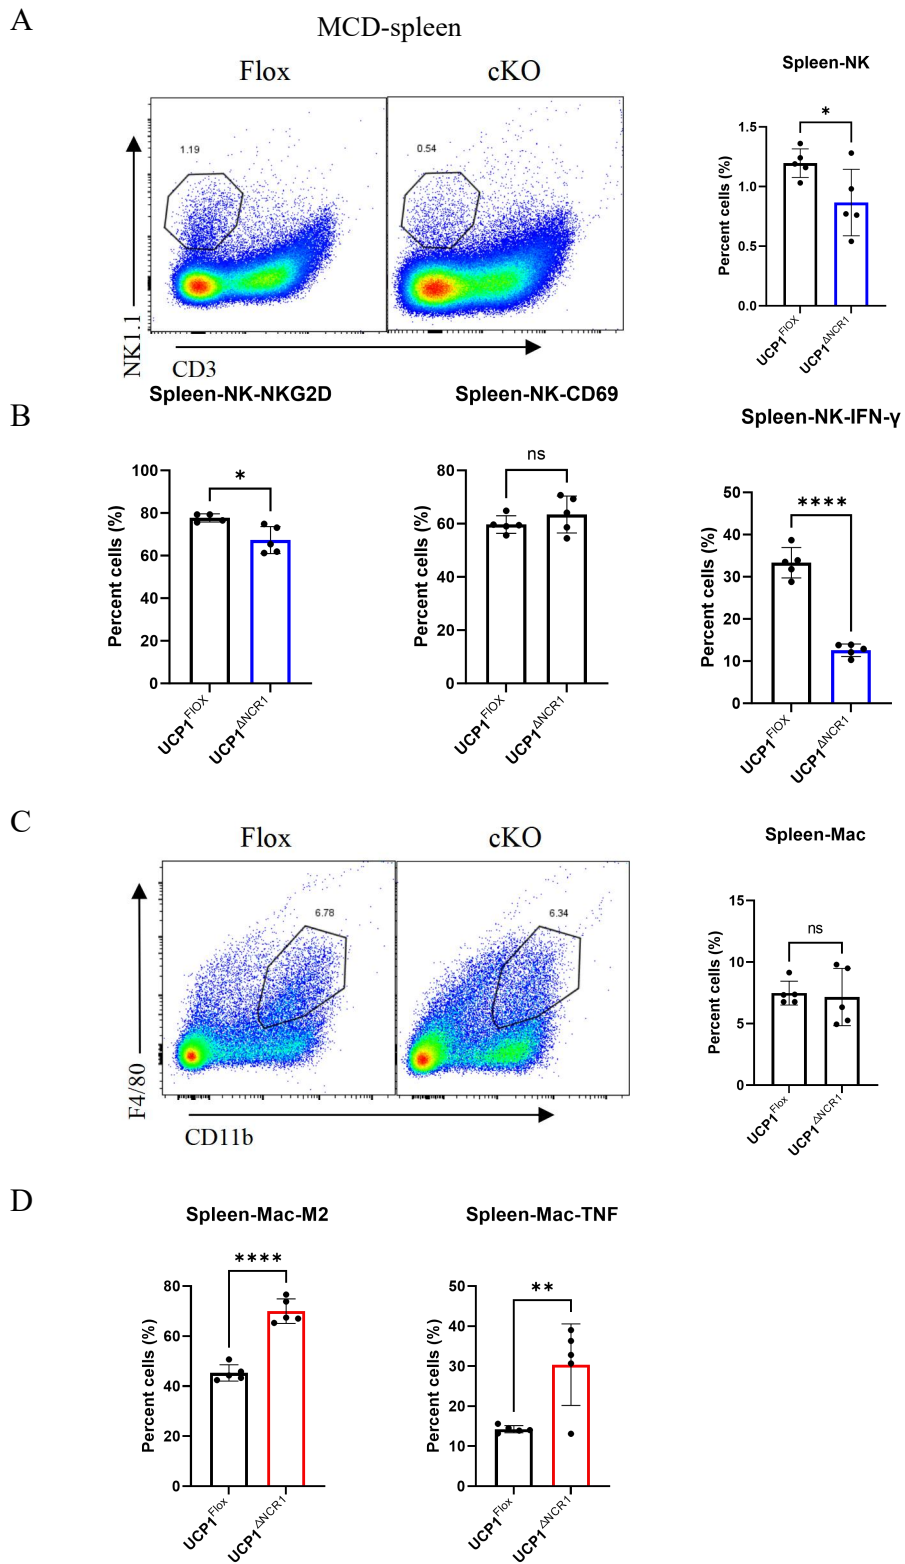 A
MCD-spleen
Flox
cKO
1.19
0.54
NK1.1
CD3
Spleen-NK
*
Percent cells (%)
1.5
1.0
0.5
0.0
UCP1^FlOX
UCP1^ΔNCR1
B
Spleen-NK-NKG2D
*
Percent cells (%)
100
80
60
40
20
0
UCP1^FlOX
UCP1^ΔNCR1
Spleen-NK-CD69
ns
Percent cells (%)
80
60
40
20
0
UCP1^FlOX
UCP1^ΔNCR1
Spleen-NK-IFN-γ
****
Percent cells (%)
50
40
30
20
10
0
UCP1^FlOX
UCP1^ΔNCR1
C
Flox
cKO
6.78
6.34
F4/80
CD11b
Spleen-Mac
ns
Percent cells (%)
15
10
5
0
UCP1^Flox
UCP1^ΔNCR1
D
Spleen-Mac-M2
****
Percent cells (%)
80
60
40
20
0
UCP1^Flox
UCP1^ΔNCR1
Spleen-Mac-TNF
**
Percent cells (%)
50
40
30
20
10
0
UCP1^Flox
UCP1^ΔNCR1